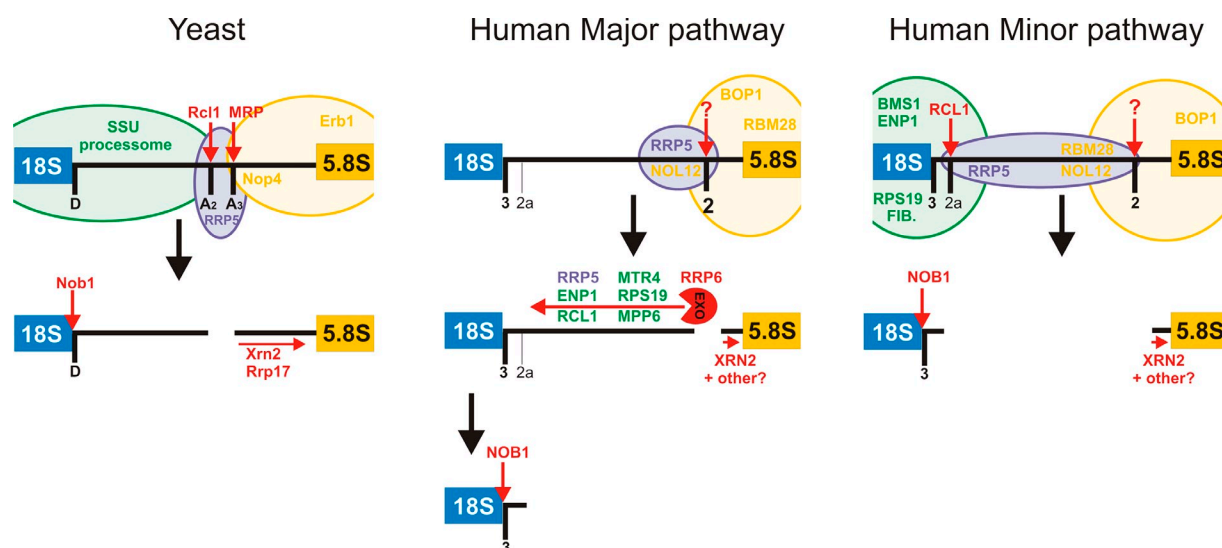 Yeast
Human Major pathway
Human Minor pathway
Rcl1 MRP
SSU
processome
Erb1
18S
5.8S
Nop4
D
A2
A3
RRP5
Nob1
18S
5.8S
D
Xrn2
Rrp17
BOP1
?
RBM28
RRP5
18S
5.8S
NOL12
3
2a
2
RRP5
MTR4
RRP6
ENP1
RPS19
EXO
RCL1
MPP6
18S
5.8S
3
2a
XRN2
+ other?
NOB1
18S
3
BMS1
ENP1
RCL1
?
BOP1
RBM28
18S
5.8S
RRP5
NOL12
3
2a
2
RPS19
FIB.
NOB1
18S
5.8S
3
XRN2
+ other?